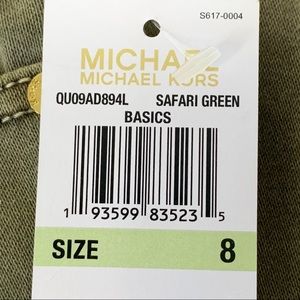 S617-0004
MICHAEL
MICHAEL KORS
QU09AD894L SAFARI GREEN
BASICS
1 93599 83523 5
SIZE 8